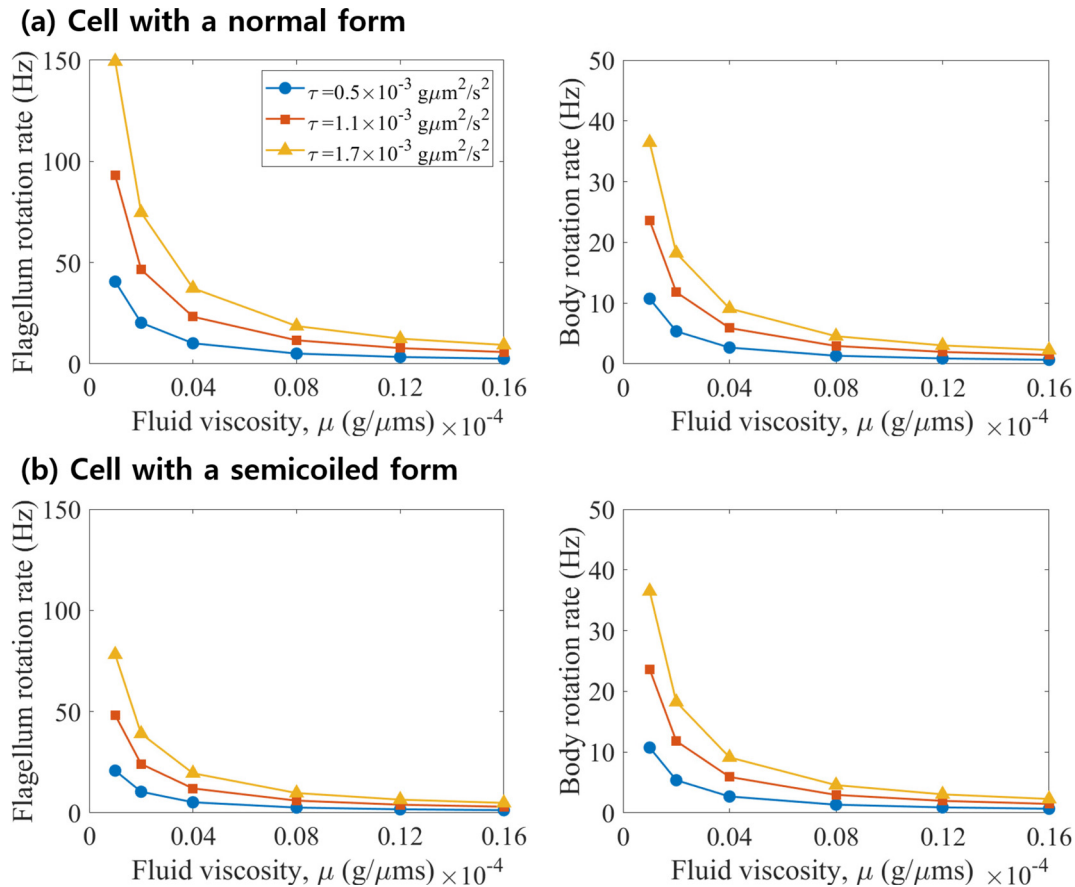 (a) Cell with a normal form
Flagellum rotation rate (Hz)
150
100
50
0
τ=0.5×10⁻³ gμm²/s²
τ=1.1×10⁻³ gμm²/s²
τ=1.7×10⁻³ gμm²/s²
0 0.04 0.08 0.12 0.16
Fluid viscosity, μ (g/μms) ×10⁻⁴
Body rotation rate (Hz)
50
40
30
20
10
0
0 0.04 0.08 0.12 0.16
Fluid viscosity, μ (g/μms) ×10⁻⁴
(b) Cell with a semicoiled form
Flagellum rotation rate (Hz)
150
100
50
0
0 0.04 0.08 0.12 0.16
Fluid viscosity, μ (g/μms) ×10⁻⁴
Body rotation rate (Hz)
50
40
30
20
10
0
0 0.04 0.08 0.12 0.16
Fluid viscosity, μ (g/μms) ×10⁻⁴